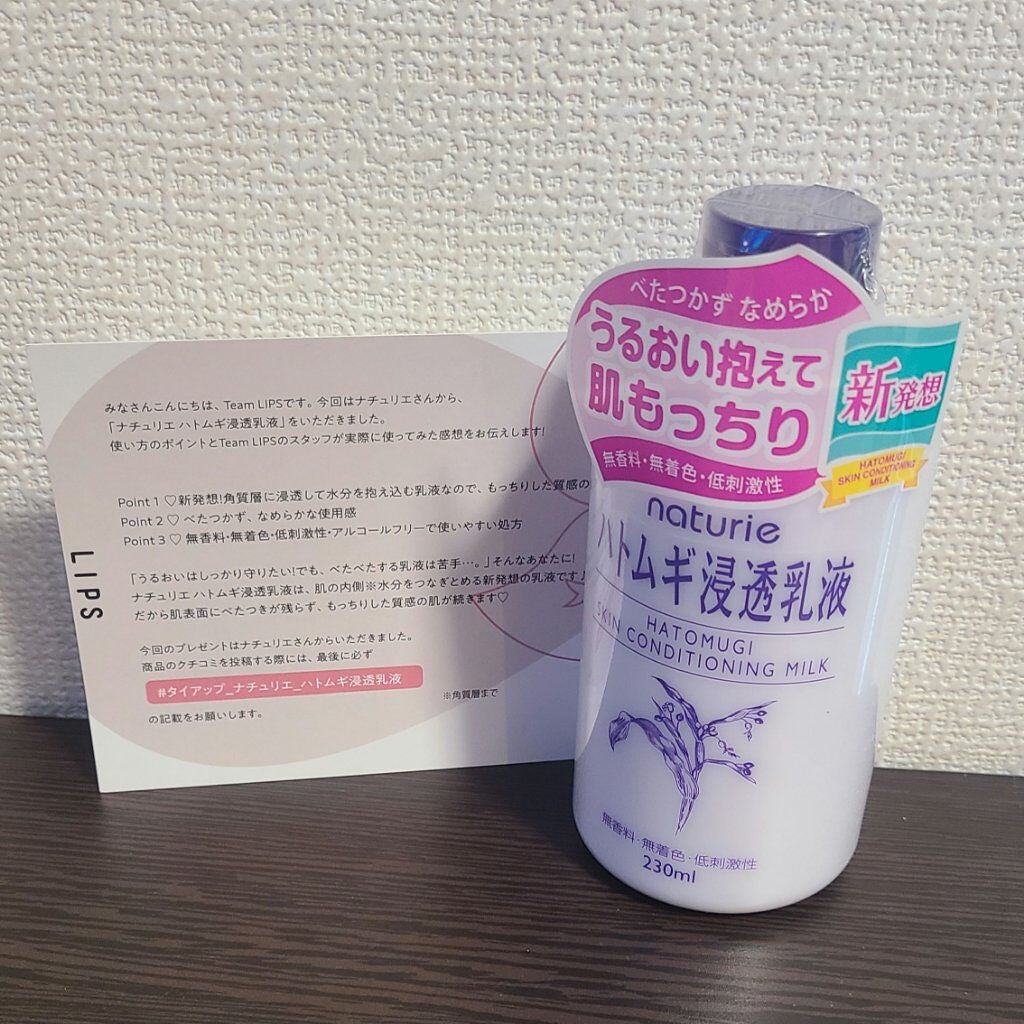 みなさんこんにちは、Team LIPSです。今回はナチュリエさんから、
「ナチュリエ ハトムギ浸透乳液」をいただきました。
使い方のポイントとTeam LIPSのスタッフが実際に使ってみた感想をお伝えします!
Point 1 ♡新発想!角質層に浸透して水分を抱え込む乳液なので、もっちりした質感の
Point 2 ♡ べたつかず、なめらかな使用感
Point 3 ♡ 無香料・無着色・低刺激性・アルコールフリーで使いやすい処方
「うるおいはしっかり守りたい!でも、べたべたする乳液は苦手…。」そんなあなたに!
ナチュリエ ハトムギ浸透乳液は、肌の内側※水分をつなぎとめる新発想の乳液です♪
だから肌表面にべたつきが残らず、もっちりした質感の肌が続きます♡
今回のプレゼントはナチュリエさんからいただきました。
商品のクチコミを投稿する際には、最後に必ず
#タイアップ_ナチュリエ_ハトムギ浸透乳液
※角質層まで
の記載をお願いします。
LIPS
べたつかず なめらか
うるおい抱えて
肌もっちり
無香料・無着色・低刺激性
新発想
HATOMUGI
SKIN CONDITIONING
MILK
naturie
ハトムギ浸透乳液
HATOMUGI
SKIN CONDITIONING MILK
無香料・無着色・低刺激性
230ml